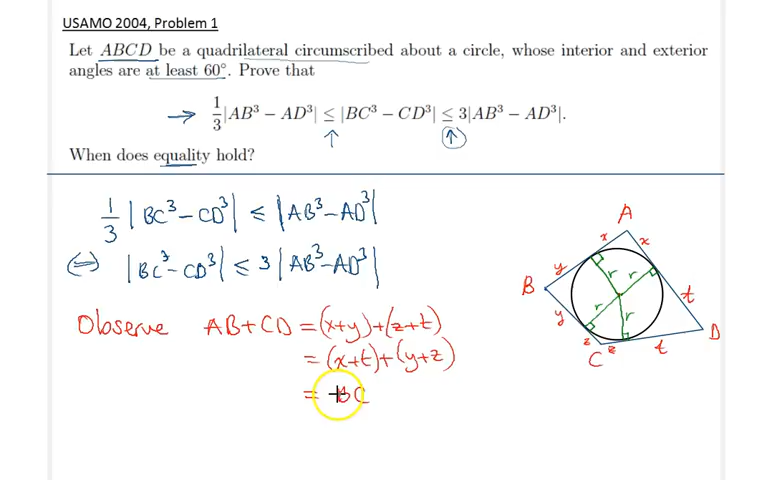 USAMO 2004, Problem 1
Let ABCD be a quadrilateral circumscribed about a circle, whose interior and exterior
angles are at least 60°. Prove that
→ 1/3|AB³ − AD³| ≤ |BC³ − CD³| ≤ 3|AB³ − AD³|.
When does equality hold?
1/3 |BC³−CD³| ≤ |AB³−AD³|
⇔ |BC³−CD³| ≤ 3|AB³−AD³|
Observe AB+CD = (x+y)+(z+t)
= (x+t)+(y+z)
= BC
A
x x
y
B
r r
r r
y
t
D
z z
C
t